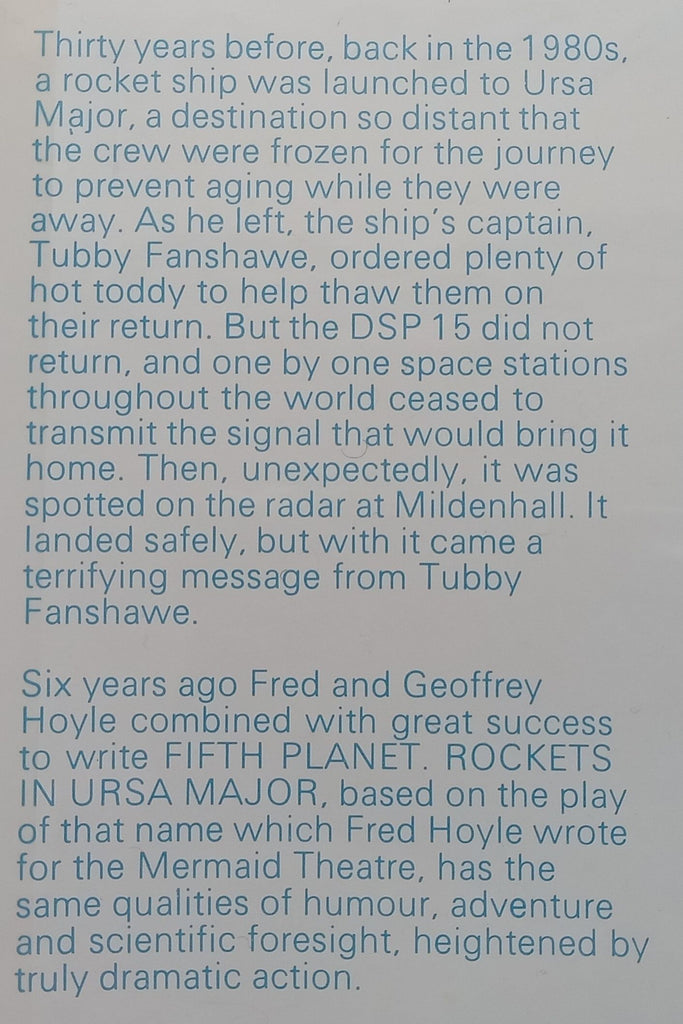 Thirty years before, back in the 1980s,
a rocket ship was launched to Ursa
Major, a destination so distant that
the crew were frozen for the journey
to prevent aging while they were
away. As he left, the ship's captain,
Tubby Fanshawe, ordered plenty of
hot toddy to help thaw them on
their return. But the DSP 15 did not
return, and one by one space stations
throughout the world ceased to
transmit the signal that would bring it
home. Then, unexpectedly, it was
spotted on the radar at Mildenhall. It
landed safely, but with it came a
terrifying message from Tubby
Fanshawe.

Six years ago Fred and Geoffrey
Hoyle combined with great success
to write FIFTH PLANET. ROCKETS
IN URSA MAJOR, based on the play
of that name which Fred Hoyle wrote
for the Mermaid Theatre, has the
same qualities of humour, adventure
and scientific foresight, heightened by
truly dramatic action.